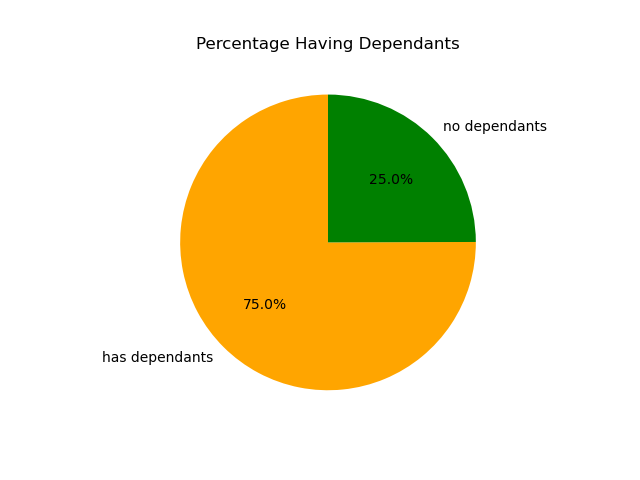 Percentage Having Dependants
no dependants
25.0%
75.0%
has dependants